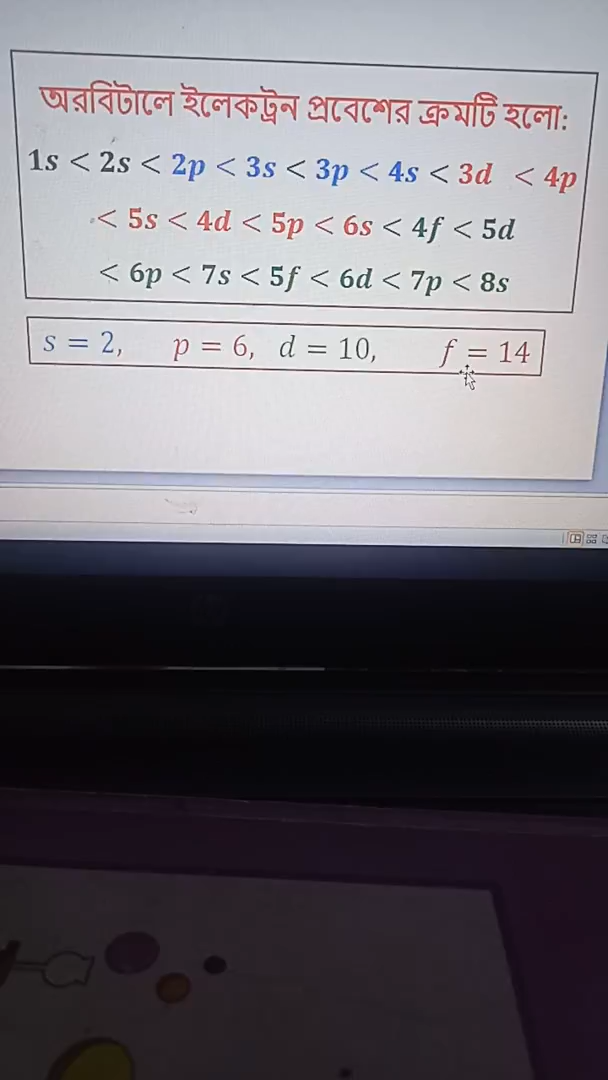 অরবিটালে ইলেকট্রন প্রবেশের ক্রমটি হলো:
1s < 2s < 2p < 3s < 3p < 4s < 3d < 4p
< 5s < 4d < 5p < 6s < 4f < 5d
< 6p < 7s < 5f < 6d < 7p < 8s
s = 2, p = 6, d = 10, f = 14